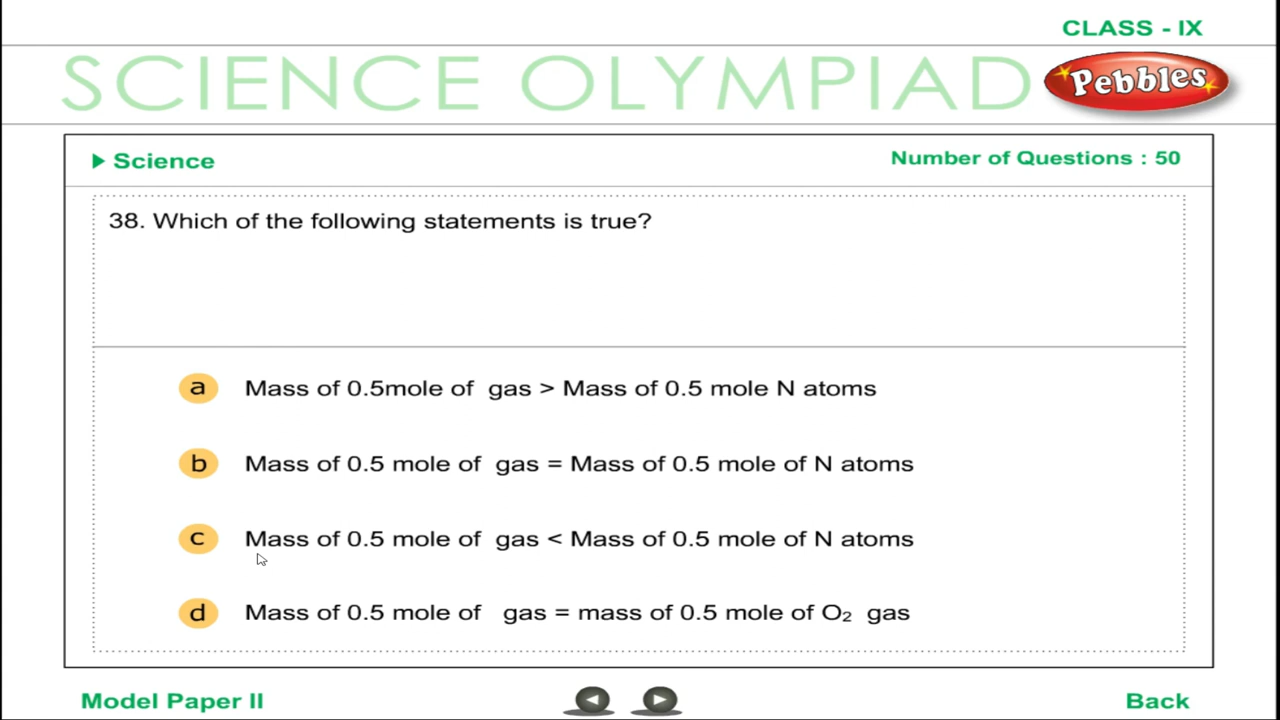 CLASS - IX
SCIENCE OLYMPIAD
Pebbles
Science
Number of Questions : 50
38. Which of the following statements is true?
a Mass of 0.5mole of gas > Mass of 0.5 mole N atoms
b Mass of 0.5 mole of gas = Mass of 0.5 mole of N atoms
c Mass of 0.5 mole of gas < Mass of 0.5 mole of N atoms
d Mass of 0.5 mole of gas = mass of 0.5 mole of O₂ gas
Model Paper II
Back